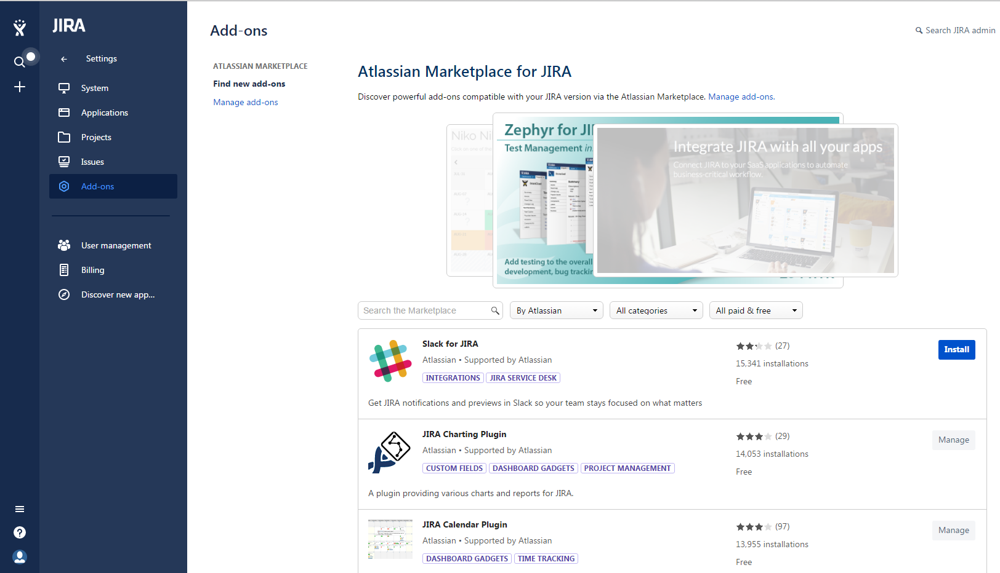 JIRA
Settings
System
Applications
Projects
Issues
Add-ons
User management
Billing
Discover new app...
Add-ons
Search JIRA admin
ATLASSIAN MARKETPLACE
Find new add-ons
Manage add-ons
Atlassian Marketplace for JIRA
Discover powerful add-ons compatible with your JIRA version via the Atlassian Marketplace. Manage add-ons.
Niko Ni
Click on one of the
Zephyr for JI
Test Management in
Add testing to the overall
development, bug trackin
Integrate JIRA with all your apps
Connect JIRA to your SaaS applications to automate
business-critical workflow.
Search the Marketplace
By Atlassian
All categories
All paid & free
Slack for JIRA
(27)
Install
Atlassian • Supported by Atlassian
15,341 installations
INTEGRATIONS JIRA SERVICE DESK
Free
Get JIRA notifications and previews in Slack so your team stays focused on what matters
JIRA Charting Plugin
(29)
Manage
Atlassian • Supported by Atlassian
14,053 installations
CUSTOM FIELDS DASHBOARD GADGETS PROJECT MANAGEMENT
Free
A plugin providing various charts and reports for JIRA.
JIRA Calendar Plugin
(97)
Manage
Atlassian • Supported by Atlassian
13,955 installations
DASHBOARD GADGETS TIME TRACKING
Free